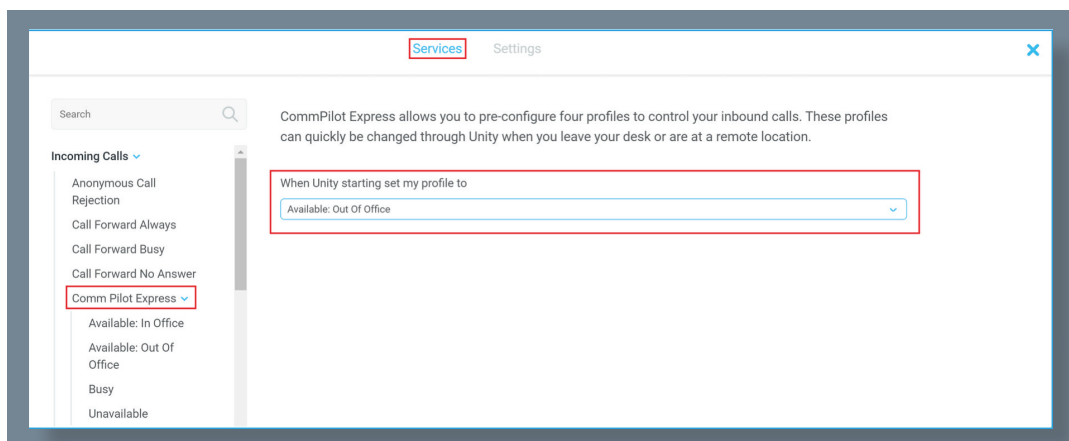 Services Settings
Search
Incoming Calls
Anonymous Call
Rejection
Call Forward Always
Call Forward Busy
Call Forward No Answer
Comm Pilot Express
Available: In Office
Available: Out Of
Office
Busy
Unavailable
CommPilot Express allows you to pre-configure four profiles to control your inbound calls. These profiles
can quickly be changed through Unity when you leave your desk or are at a remote location.
When Unity starting set my profile to
Available: Out Of Office